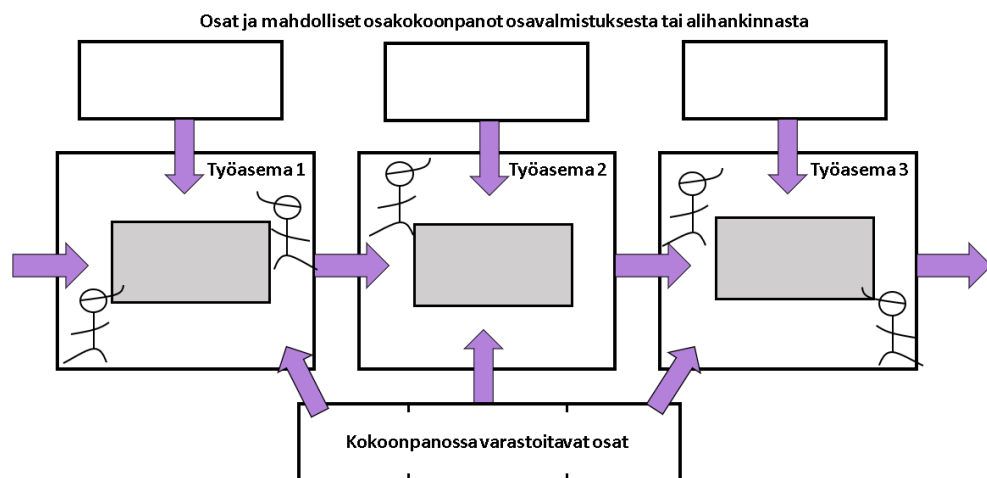 Osat ja mahdolliset osakokoonpanot osavalmistuksesta tai alihankinnasta
Työasema 1
Työasema 2
Työasema 3
Kokoonpanossa varastoitavat osat